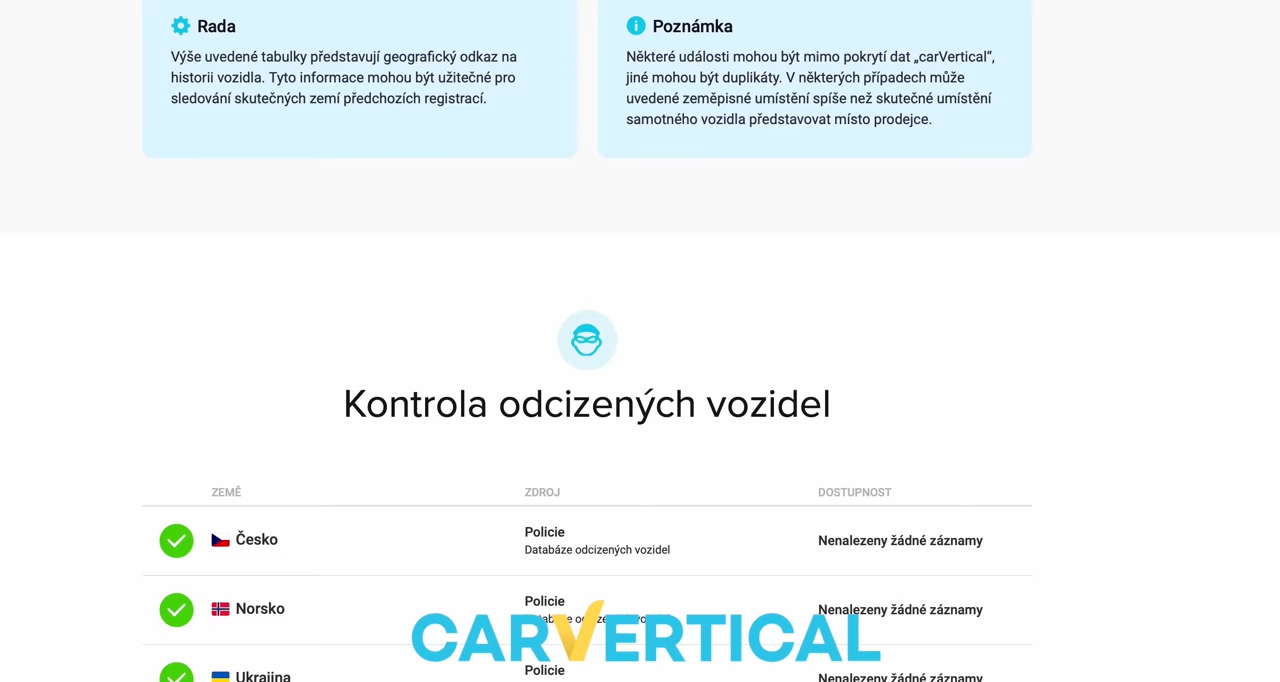 Rada
Výše uvedené tabulky představují geografický odkaz na
historii vozidla. Tyto informace mohou být užitečné pro
sledování skutečných zemí předchozích registrací.
Poznámka
Některé události mohou být mimo pokrytí dat „carVertical“,
jiné mohou být duplikáty. V některých případech může
uvedené zeměpisné umístění spíše než skutečné umístění
samotného vozidla představovat místo prodejce.
Kontrola odcizených vozidel
ZEMĚ ZDROJ DOSTUPNOST
Česko Policie Nenalezeny žádné záznamy
Databáze odcizených vozidel
Norsko Policie Nenalezeny žádné záznamy
CARVERTICAL
Ukrajina Policie Nenalezeny žádné záznamy